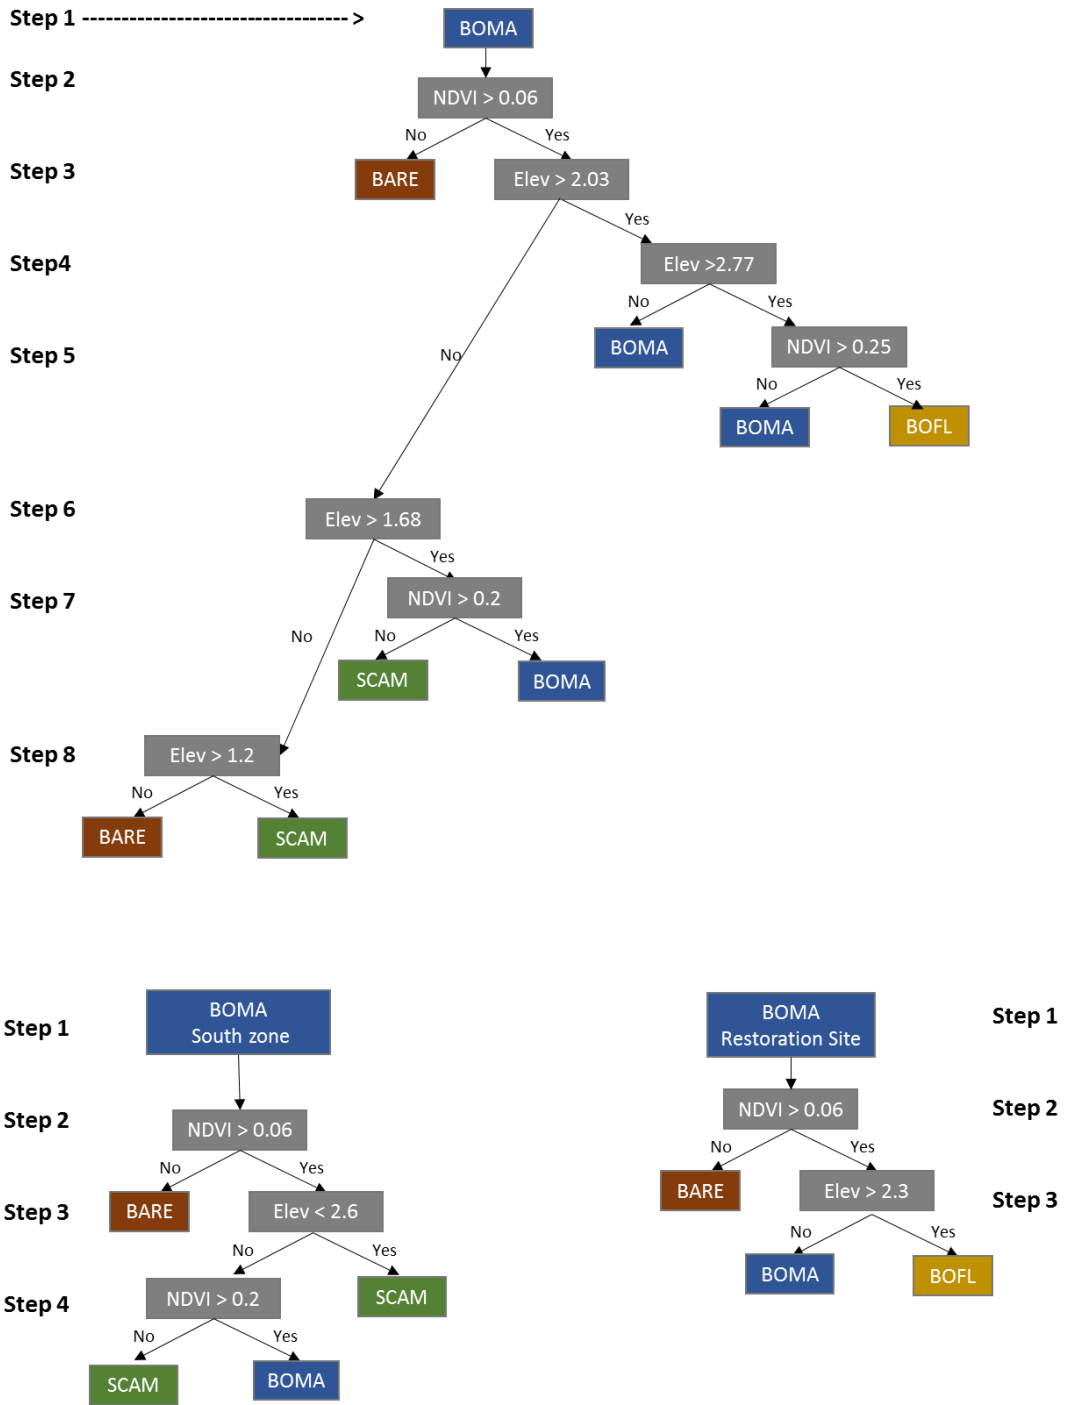 Step 1 ----------------------------------->
BOMA
Step 2
NDVI > 0.06
No
Yes
Step 3
BARE
Elev > 2.03
Yes
Step4
Elev >2.77
No
Yes
Step 5
No
BOMA
NDVI > 0.25
No
Yes
BOMA
BOFL
Step 6
Elev > 1.68
Yes
Step 7
NDVI > 0.2
No
No
Yes
SCAM
BOMA
Step 8
Elev > 1.2
No
Yes
BARE
SCAM
BOMA
South zone
Step 1
Step 2
NDVI > 0.06
No
Yes
Step 3
BARE
Elev < 2.6
No
Yes
Step 4
NDVI > 0.2
SCAM
No
Yes
SCAM
BOMA
BOMA
Restoration Site
Step 1
NDVI > 0.06
Step 2
No
Yes
BARE
Elev > 2.3
Step 3
No
Yes
BOMA
BOFL